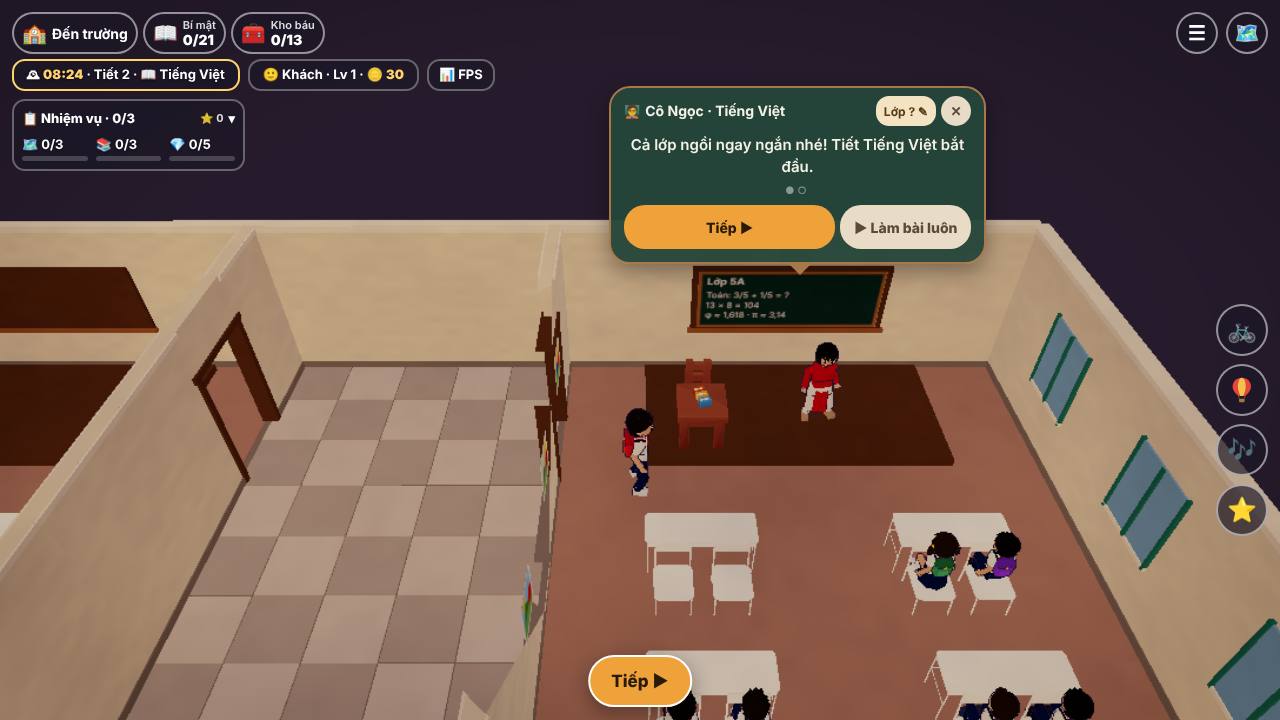 Đến trường
Bí mật
0/21
Kho báu
0/13
08:24 · Tiết 2 · Tiếng Việt
Khách · Lv 1 · 30
FPS
Nhiệm vụ · 0/3
0 ▾
0/3
0/3
0/5
Cô Ngọc · Tiếng Việt
Lớp ? ✎
✕
Cả lớp ngồi ngay ngắn nhé! Tiết Tiếng Việt bắt
đầu.
Tiếp ▶
▶ Làm bài luôn
Lớp 5A
Toán: 3/5 + 1/5 = ?
13 × 8 = 104
φ = 1,618 · π = 3,14
Tiếp ▶